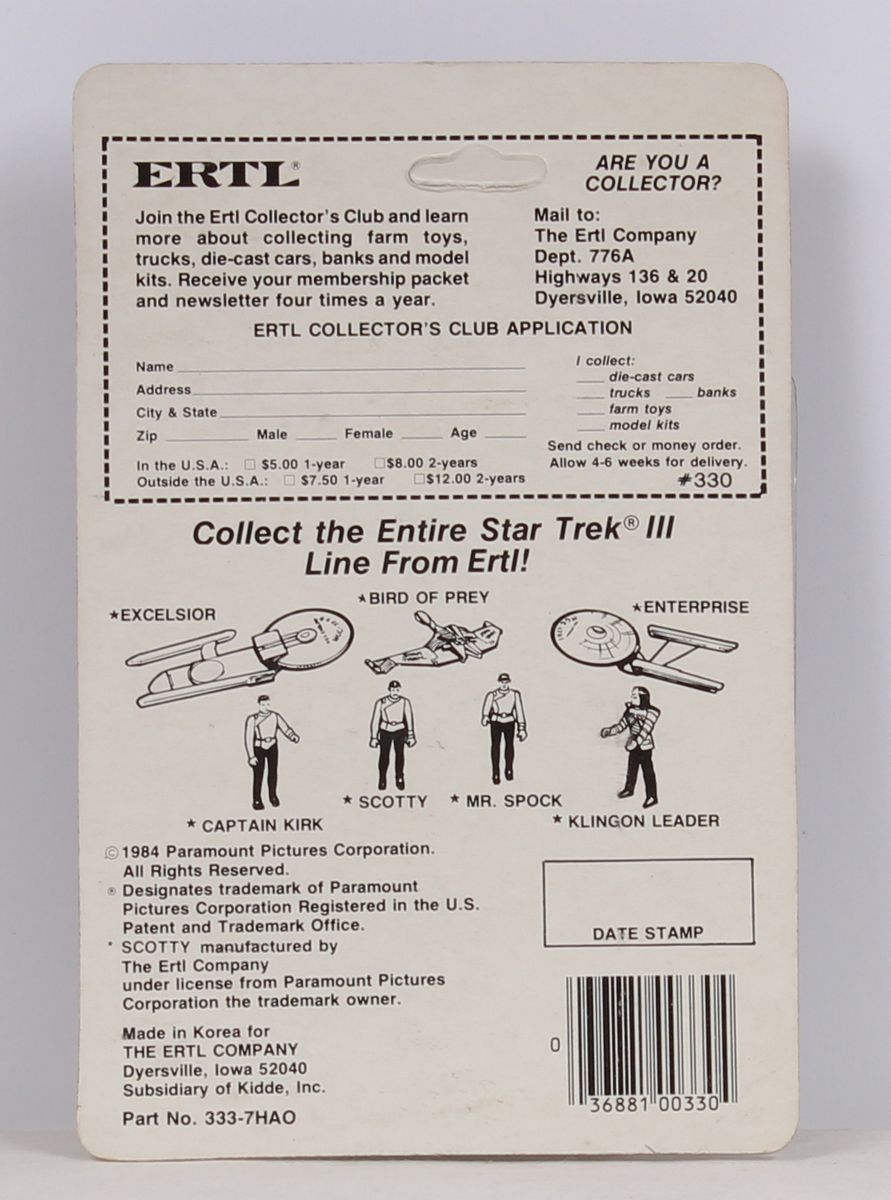 ERTL®
ARE YOU A
COLLECTOR?
Join the Ertl Collector's Club and learn
more about collecting farm toys,
trucks, die-cast cars, banks and model
kits. Receive your membership packet
and newsletter four times a year.
Mail to:
The Ertl Company
Dept. 776A
Highways 136 & 20
Dyersville, Iowa 52040
ERTL COLLECTOR'S CLUB APPLICATION
Name
Address
City & State
Zip Male Female Age
I collect:
die-cast cars
trucks banks
farm toys
model kits
In the U.S.A.: $5.00 1-year $8.00 2-years
Outside the U.S.A.: $7.50 1-year $12.00 2-years
Send check or money order.
Allow 4-6 weeks for delivery.
#330
Collect the Entire Star Trek® III
Line From Ertl!
★EXCELSIOR
★BIRD OF PREY
★ENTERPRISE
★ CAPTAIN KIRK
★ SCOTTY
★ MR. SPOCK
★ KLINGON LEADER
© 1984 Paramount Pictures Corporation.
All Rights Reserved.
® Designates trademark of Paramount
Pictures Corporation Registered in the U.S.
Patent and Trademark Office.
* SCOTTY manufactured by
The Ertl Company
under license from Paramount Pictures
Corporation the trademark owner.
Made in Korea for
THE ERTL COMPANY
Dyersville, Iowa 52040
Subsidiary of Kidde, Inc.
Part No. 333-7HAO
DATE STAMP
0 36881 00330